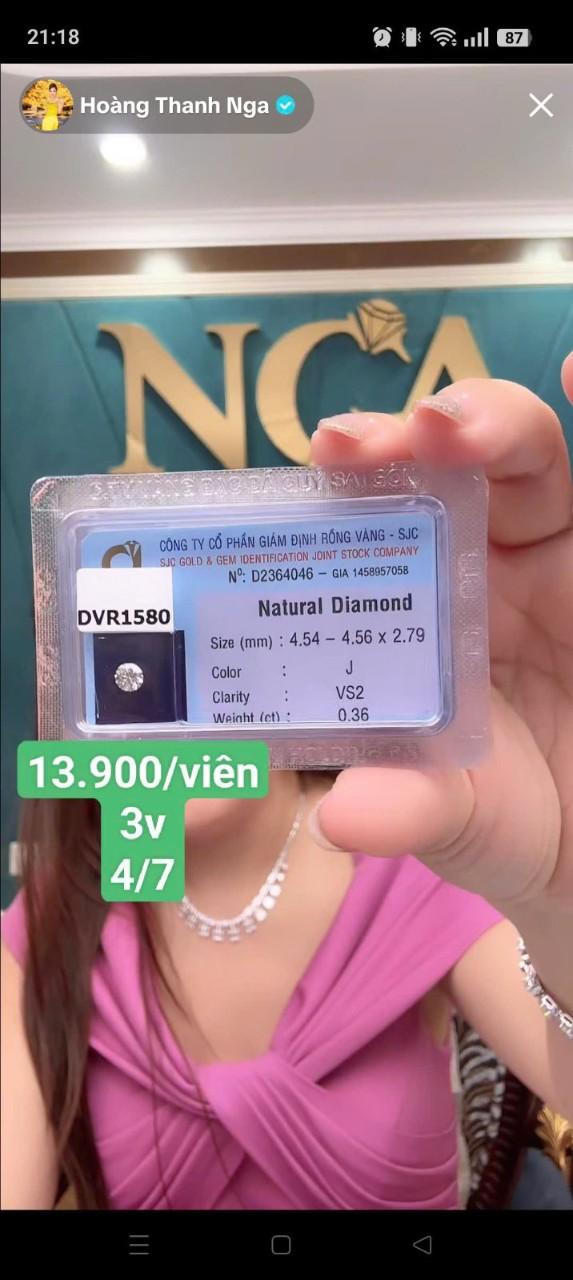 21:18
87
Hoàng Thanh Nga
NGA
CÔNG TY CỔ PHẦN GIÁM ĐỊNH RỒNG VÀNG - SJC
SJC GOLD & GEM IDENTIFICATION JOINT STOCK COMPANY
Nº: D2364046 – GIA 1458957058
DVR1580
Natural Diamond
Size (mm) : 4.54 – 4.56 x 2.79
Color : J
Clarity : VS2
Weight (ct) : 0.36
13.900/viên
3v
4/7